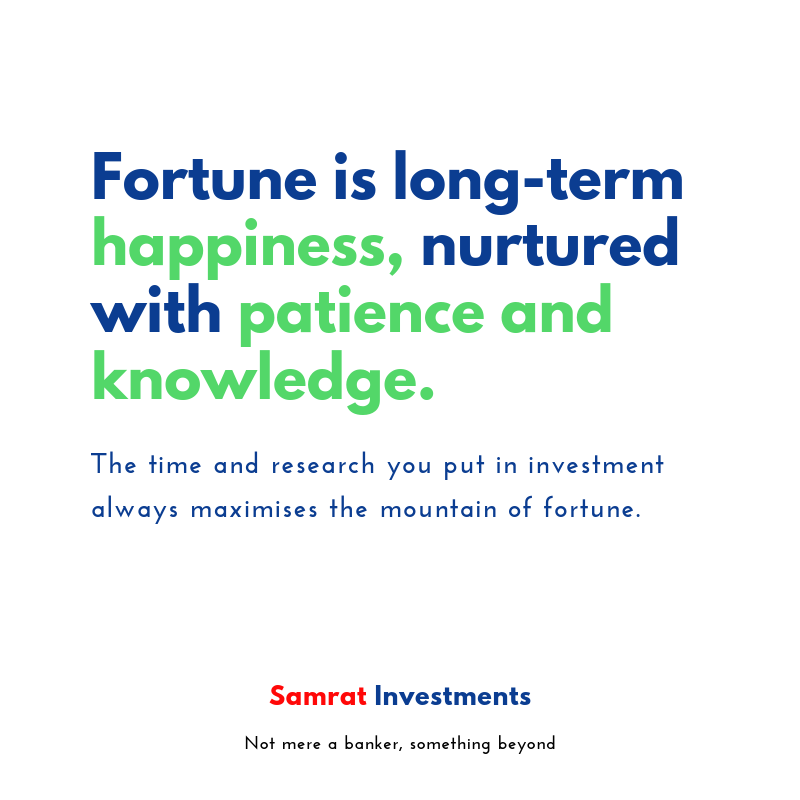 Fortune is long-term
happiness, nurtured
with patience and
knowledge.
The time and research you put in investment
always maximises the mountain of fortune.
Samrat Investments
Not mere a banker, something beyond